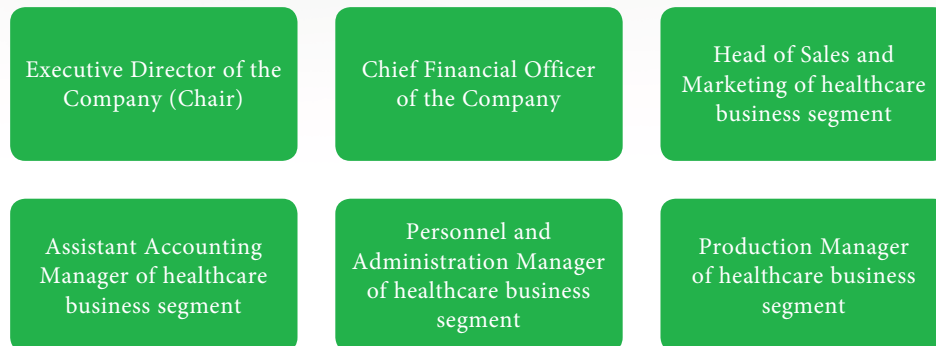 Executive Director of the
Company (Chair)
Chief Financial Officer
of the Company
Head of Sales and
Marketing of healthcare
business segment
Assistant Accounting
Manager of healthcare
business segment
Personnel and
Administration Manager
of healthcare business
segment
Production Manager
of healthcare business
segment